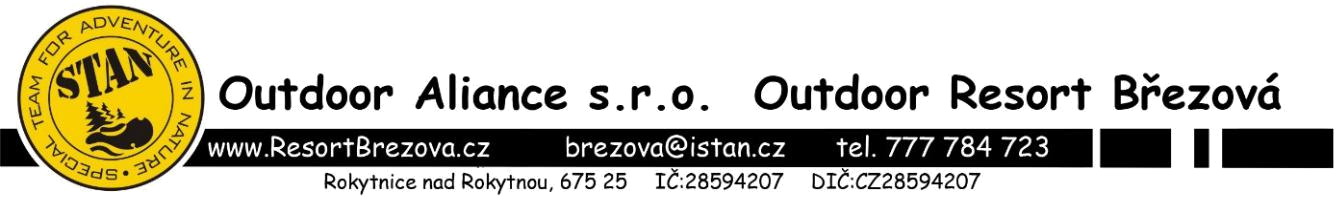 SPECIAL TEAM FOR ADVENTURE IN NATURE •
STAN
Outdoor Aliance s.r.o. Outdoor Resort Březová
www.ResortBrezova.cz brezova@istan.cz tel. 777 784 723
Rokytnice nad Rokytnou, 675 25 IČ:28594207 DIČ:CZ28594207